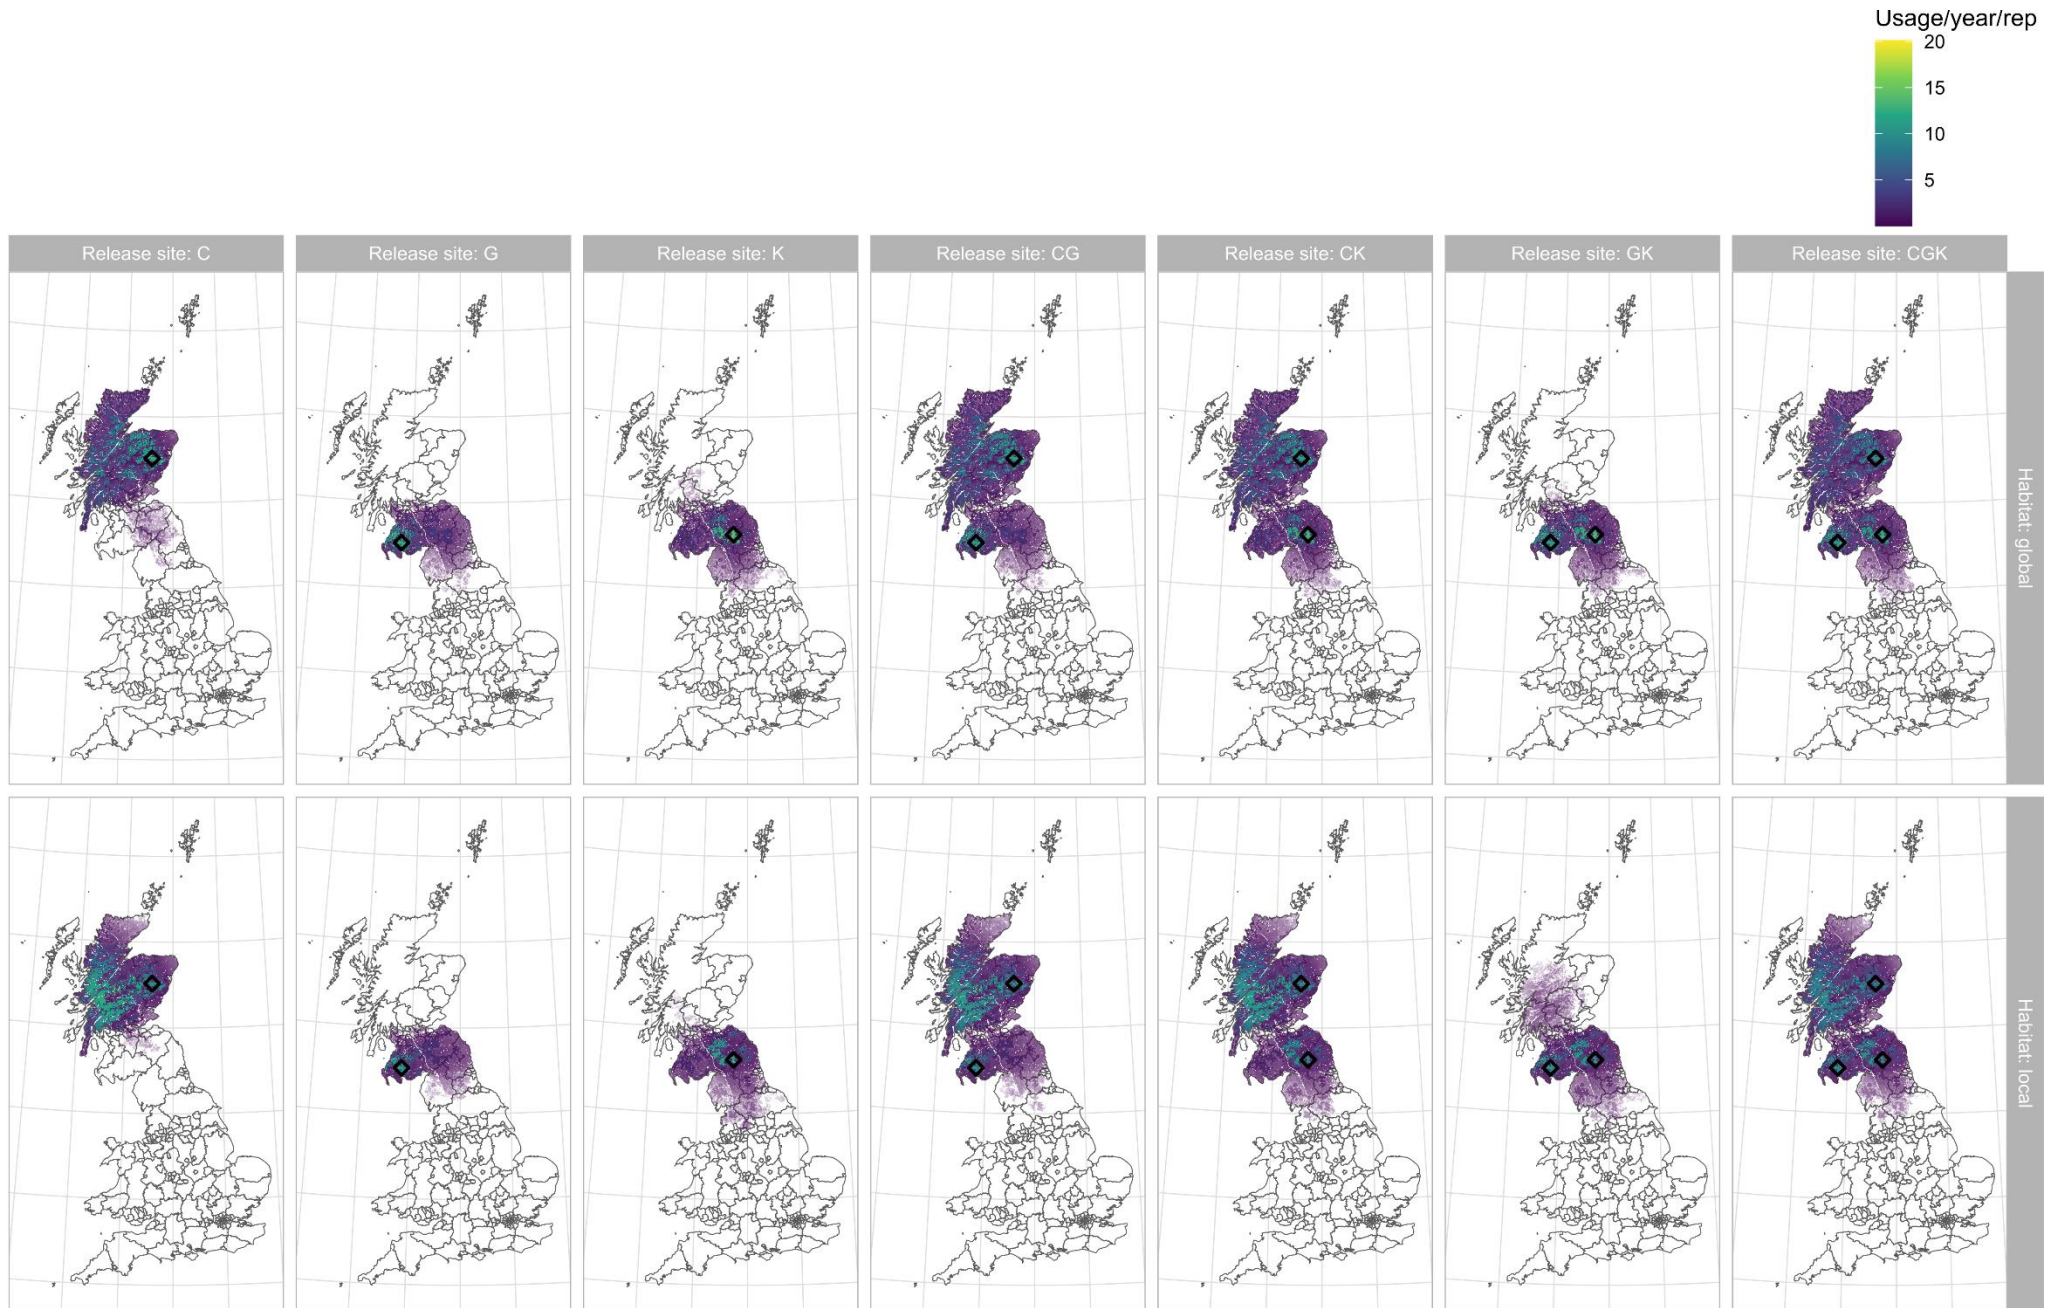 Usage/year/rep
20
15
10
5
Release site: C
Release site: G
Release site: K
Release site: CG
Release site: CK
Release site: GK
Release site: CGK
Habitat: global
Habitat: local